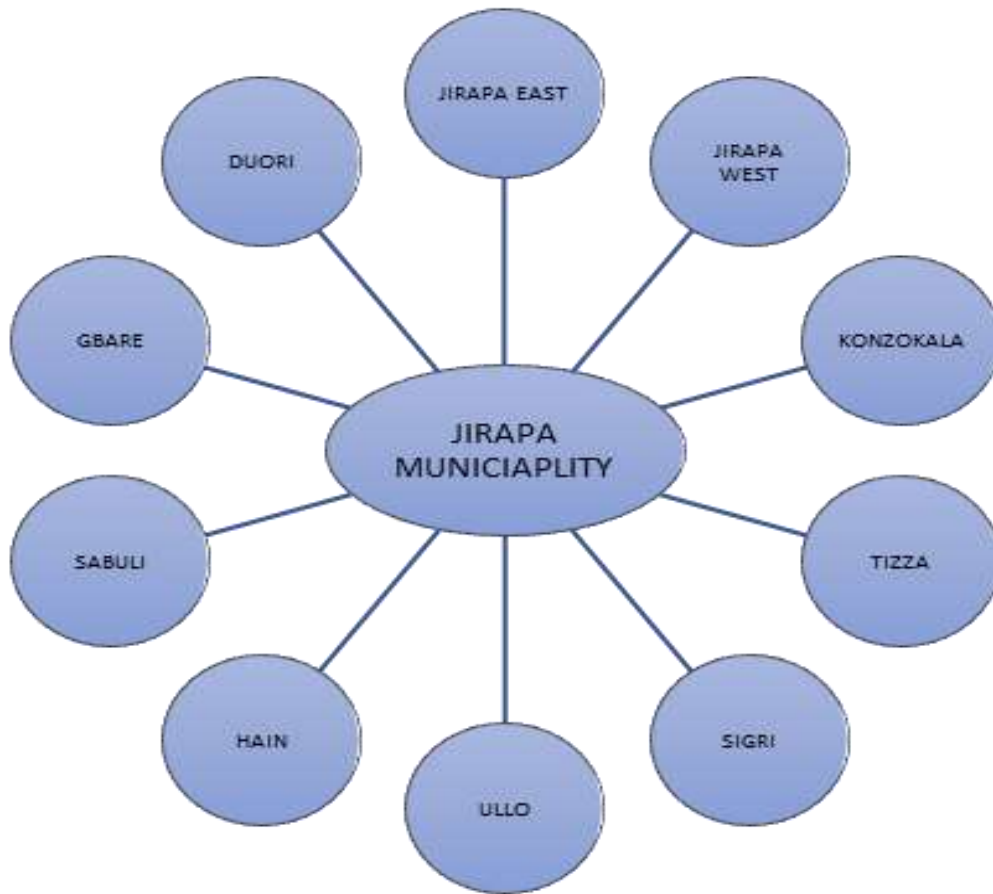 JIRAPA EAST
JIRAPA
WEST
KONZOKALA
TIZZA
SIGRI
ULLO
HAIN
SABULI
GBARE
DUORI
JIRAPA
MUNICIAPLITY